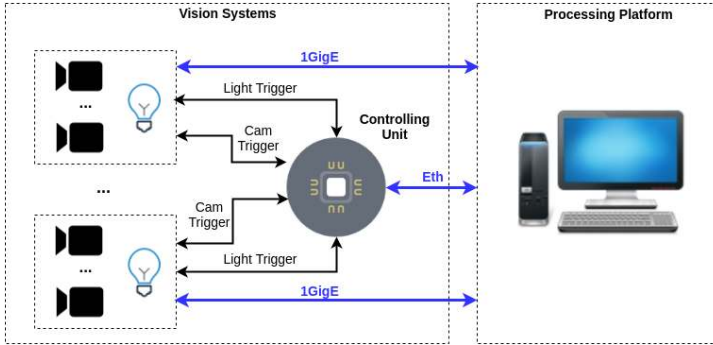 Vision Systems
Processing Platform
1GigE
Light Trigger
...
Controlling
Unit
Cam
Trigger
Eth
...
Cam
Trigger
Light Trigger
...
1GigE